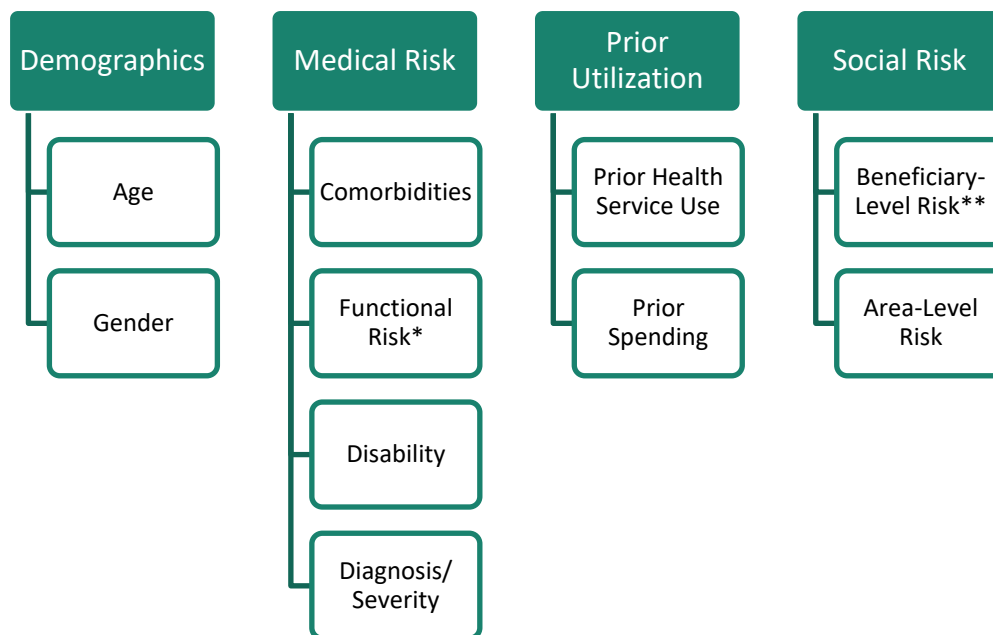 Demographics
Age
Gender
Medical Risk
Comorbidities
Functional
Risk*
Disability
Diagnosis/
Severity
Prior
Utilization
Prior Health
Service Use
Prior
Spending
Social Risk
Beneficiary-
Level Risk**
Area-Level
Risk